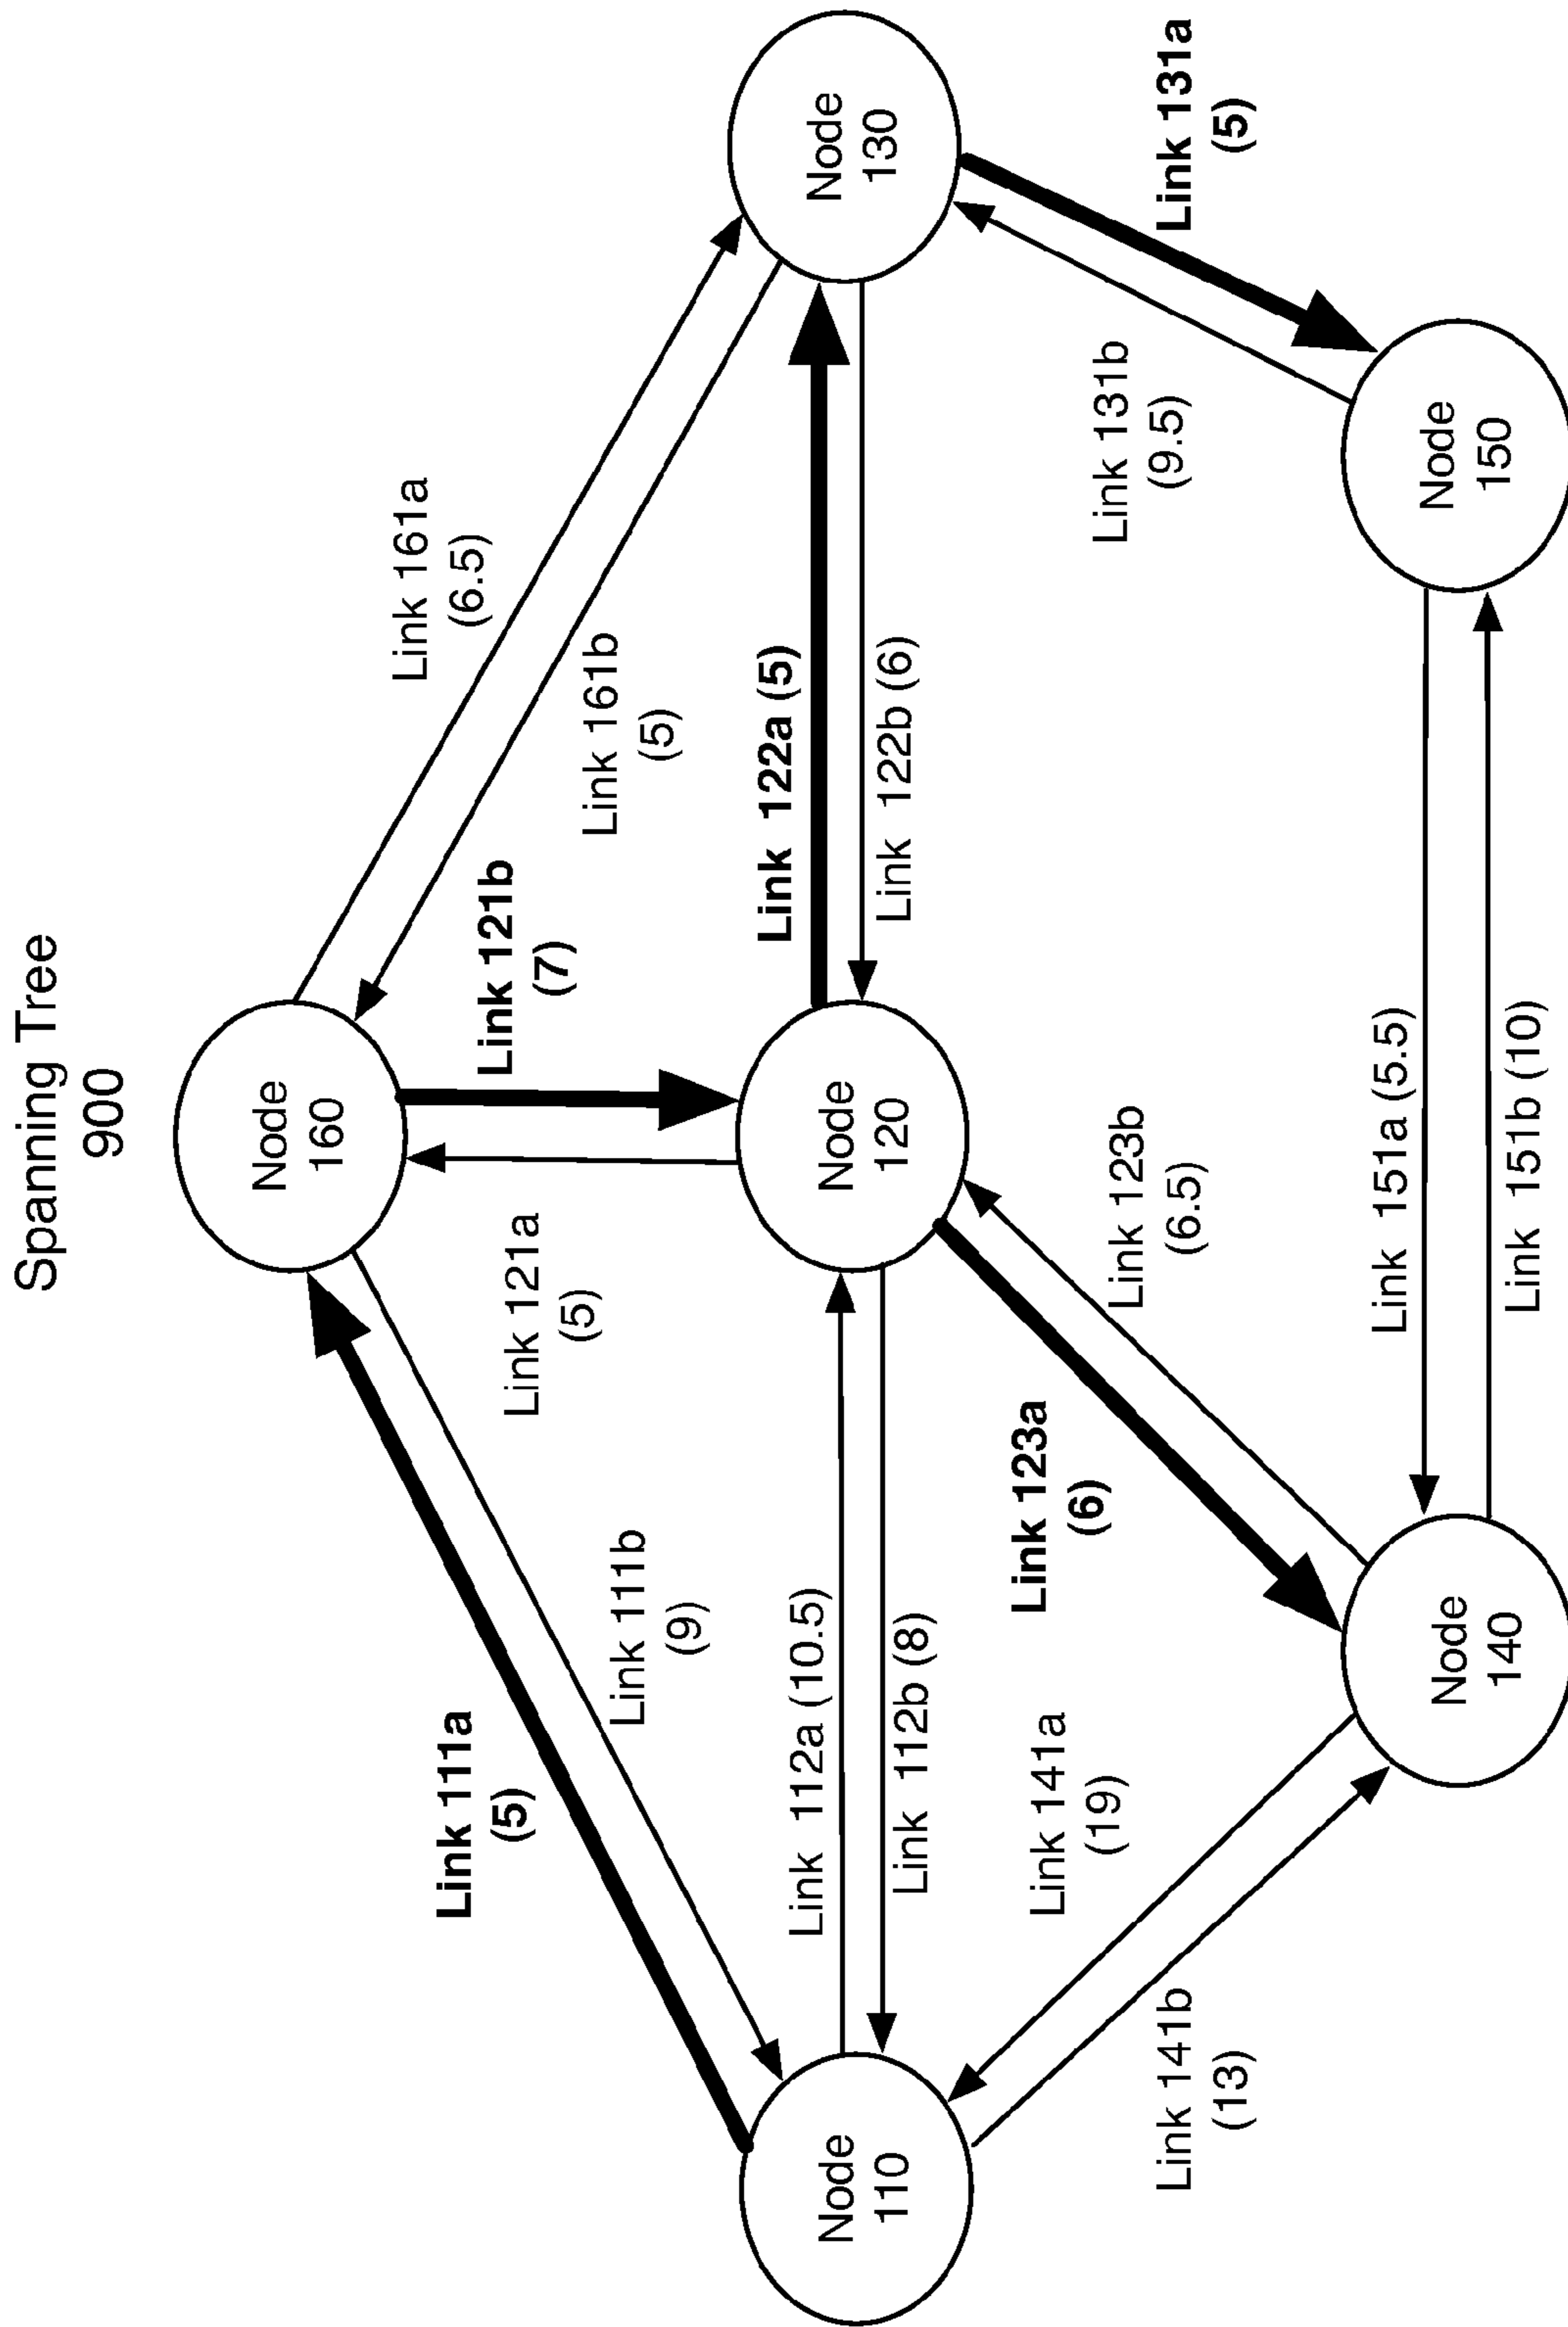 Spanning Tree
900
Node
160
Link 161a
(6.5)
Link 161b
(5)
Link 111a
(5)
Link 111b
(9)
Link 121a
(5)
Link 121b
(7)
Node
110
Link 112a (10.5)
Link 112b (8)
Node
120
Link 122a (5)
Link 122b (6)
Node
130
Link 141b
(13)
Link 141a
(19)
Link 123a
(6)
Link 123b
(6.5)
Link 131b
(9.5)
Link 131a
(5)
Node
140
Link 151a (5.5)
Link 151b (10)
Node
150